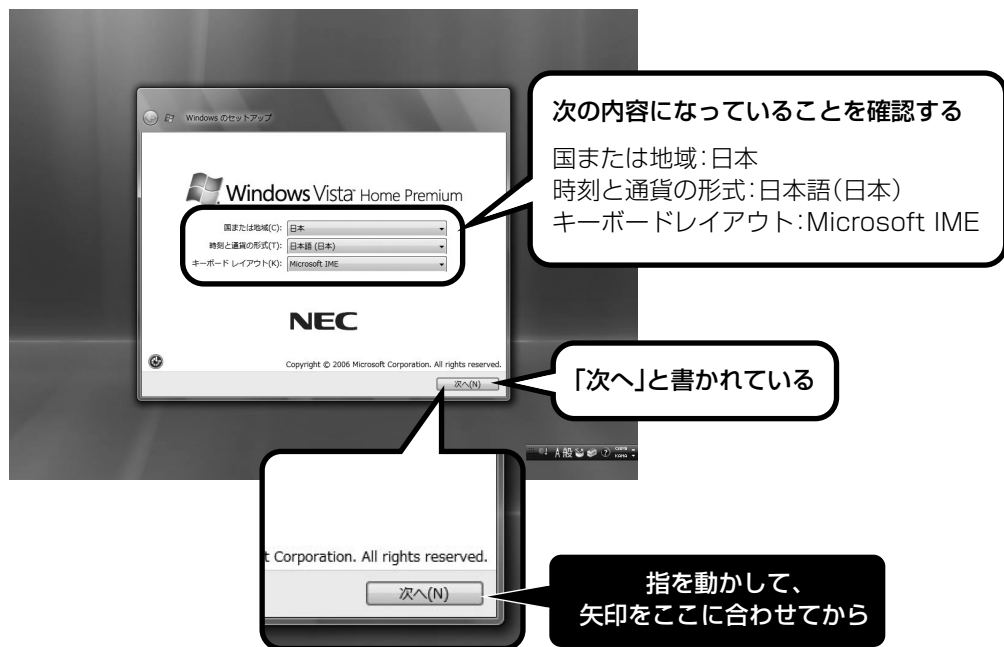 Windows のセットアップ
Windows Vista™ Home Premium
国または地域(C): 日本
時刻と通貨の形式(T): 日本語 (日本)
キーボード レイアウト(K): Microsoft IME
NEC
Copyright © 2006 Microsoft Corporation. All rights reserved.
次へ(N)
次の内容になっていることを確認する
国または地域:日本
時刻と通貨の形式:日本語(日本)
キーボードレイアウト:Microsoft IME
「次へ」と書かれている
A 般
CAPS
KANA
t Corporation. All rights reserved.
次へ(N)
指を動かして、
矢印をここに合わせてから